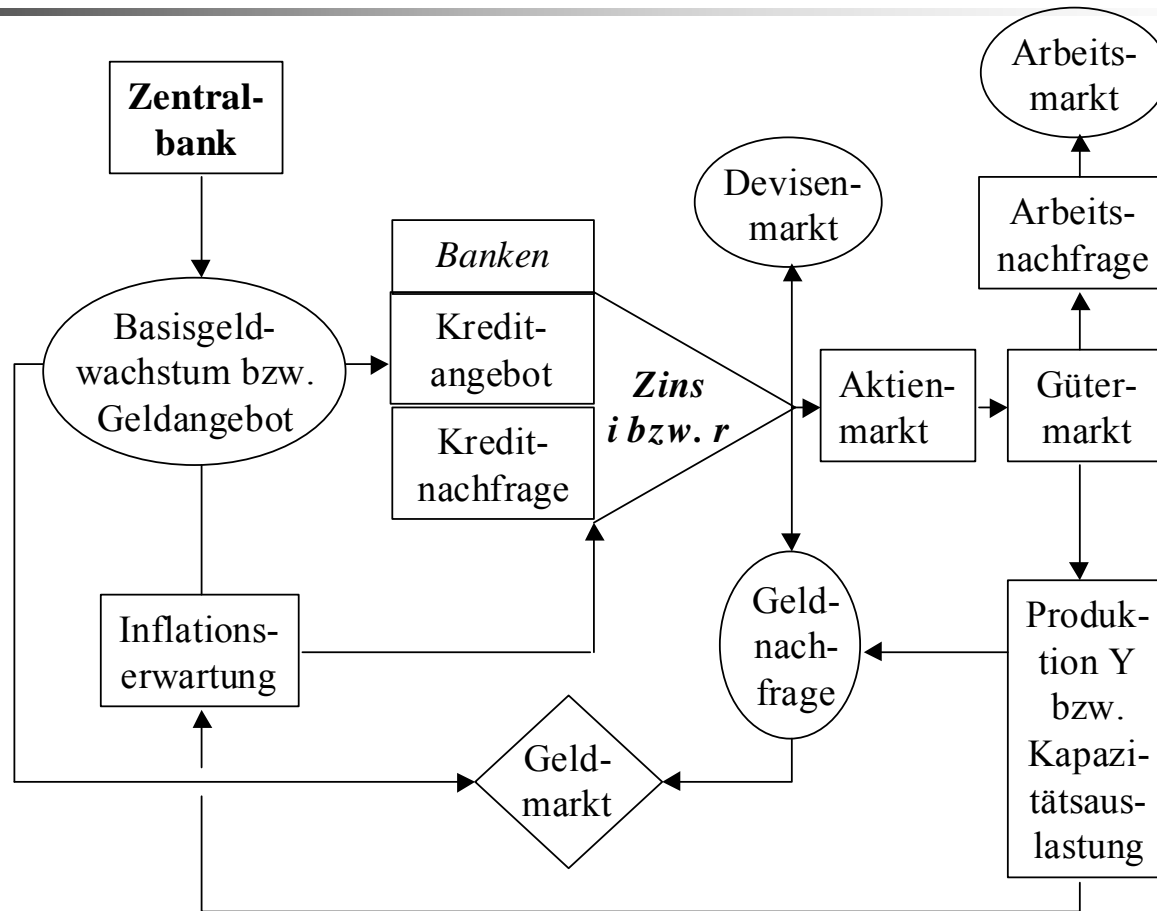 Zentral-
bank
Basisgeld-
wachstum bzw.
Geldangebot
Inflations-
erwartung
Banken
Kredit-
angebot
Kredit-
nachfrage
Zins
i bzw. r
Devisen-
markt
Aktien-
markt
Güter-
markt
Arbeits-
nachfrage
Arbeits-
markt
Produk-
tion Y
bzw.
Kapazi-
tätsaus-
lastung
Geld-
nach-
frage
Geld-
markt